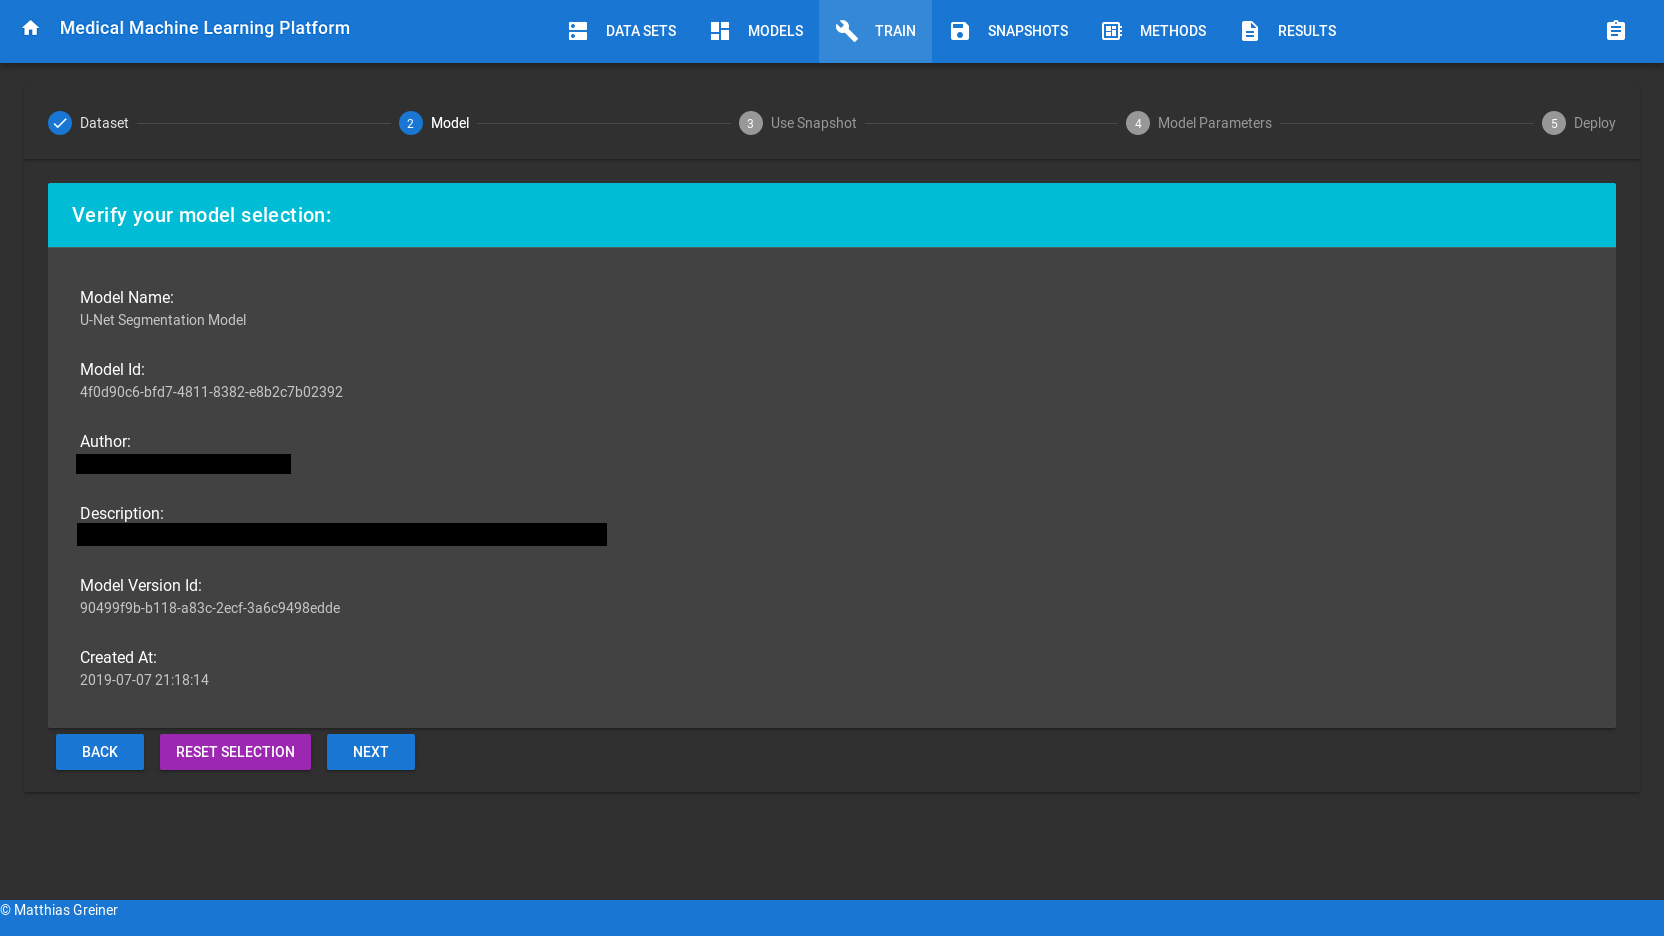 Medical Machine Learning Platform
DATA SETS
MODELS
TRAIN
SNAPSHOTS
METHODS
RESULTS
Dataset
2 Model
3 Use Snapshot
4 Model Parameters
5 Deploy
Verify your model selection:
Model Name:
U-Net Segmentation Model
Model Id:
4f0d90c6-bfd7-4811-8382-e8b2c7b02392
Author:
Description:
Model Version Id:
90499f9b-b118-a83c-2ecf-3a6c9498edde
Created At:
2019-07-07 21:18:14
BACK
RESET SELECTION
NEXT
© Matthias Greiner